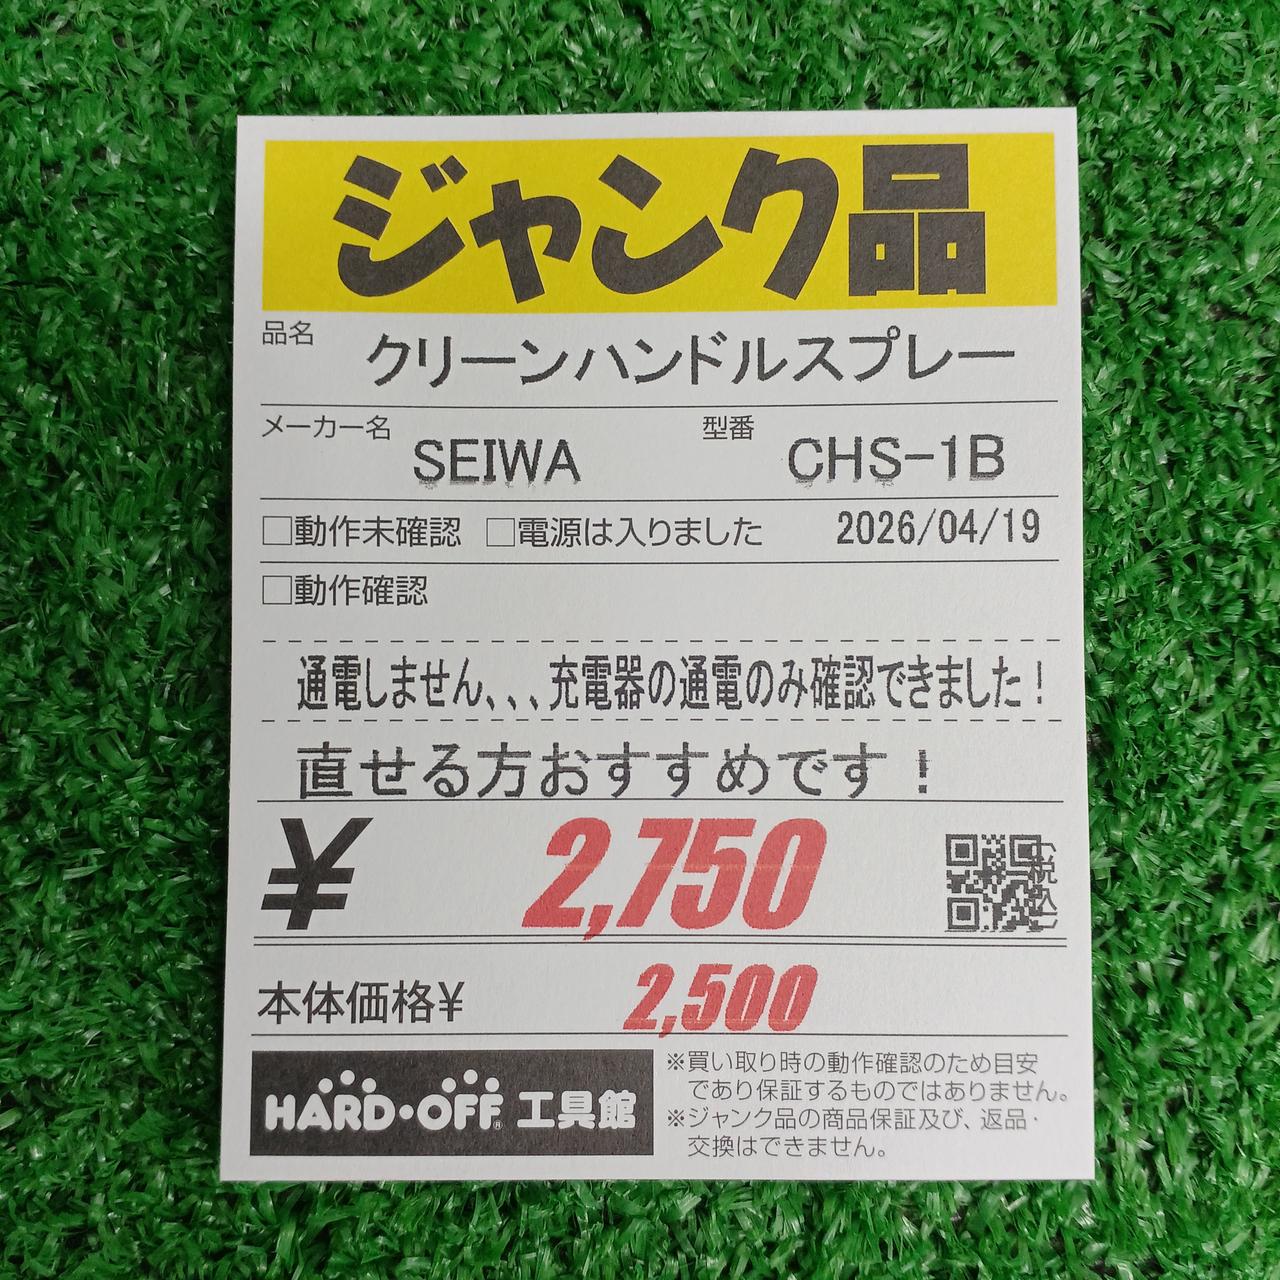 ジャンク品
品名 クリーンハンドルスプレー
メーカー名 SEIWA 型番 CHS-1B
□動作未確認 □電源は入りました 2026/04/19
□動作確認
通電しません、、、充電器の通電のみ確認できました！
直せる方おすすめです！
¥ 2,750 (税込)
本体価格¥ 2,500
HARD・OFF® 工具館
※買い取り時の動作確認のため目安
であり保証するものではありません。
※ジャンク品の商品保証及び、返品・
交換はできません。